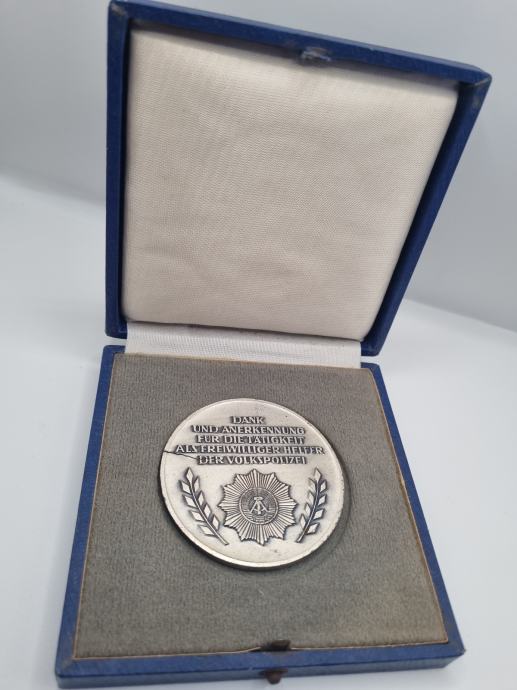 DANK
UND ANERKENNUNG
FÜR DIE TÄTIGKEIT
ALS FREIWILLIGER HELFER
DER VOLKSPOLIZEI